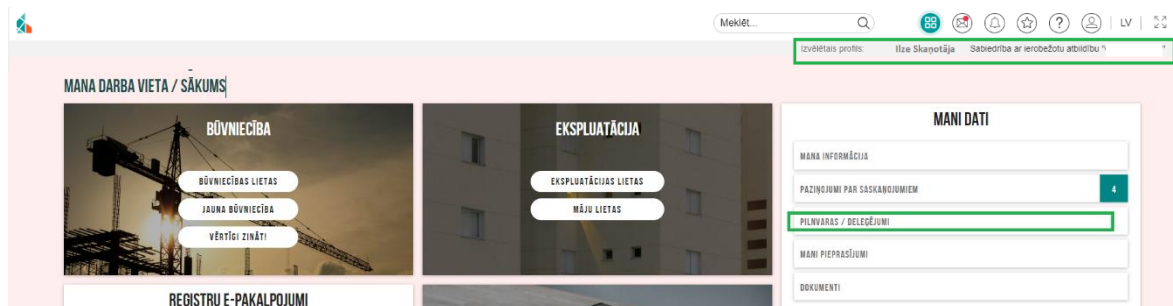 Meklēt...
LV
Izvēlētais profils: Ilze Skaņotāja Sabiedrība ar ierobežotu atbildību "
MANA DARBA VIETA / SĀKUMS
BŪVNIECĪBA
BŪVNIECĪBAS LIETAS
JAUNA BŪVNIECĪBA
VĒRTĪGI ZINĀT!
EKSPLUATĀCIJA
EKSPLUATĀCIJAS LIETAS
MĀJU LIETAS
MANI DATI
MANA INFORMĀCIJA
PAZIŅOJUMI PAR SASKAŅOJUMIEM 4
PILNVARAS / DELEĢĒJUMI
MANI PIEPRASĪJUMI
DOKUMENTI
REĢISTRU E-PAKALPOJUMI